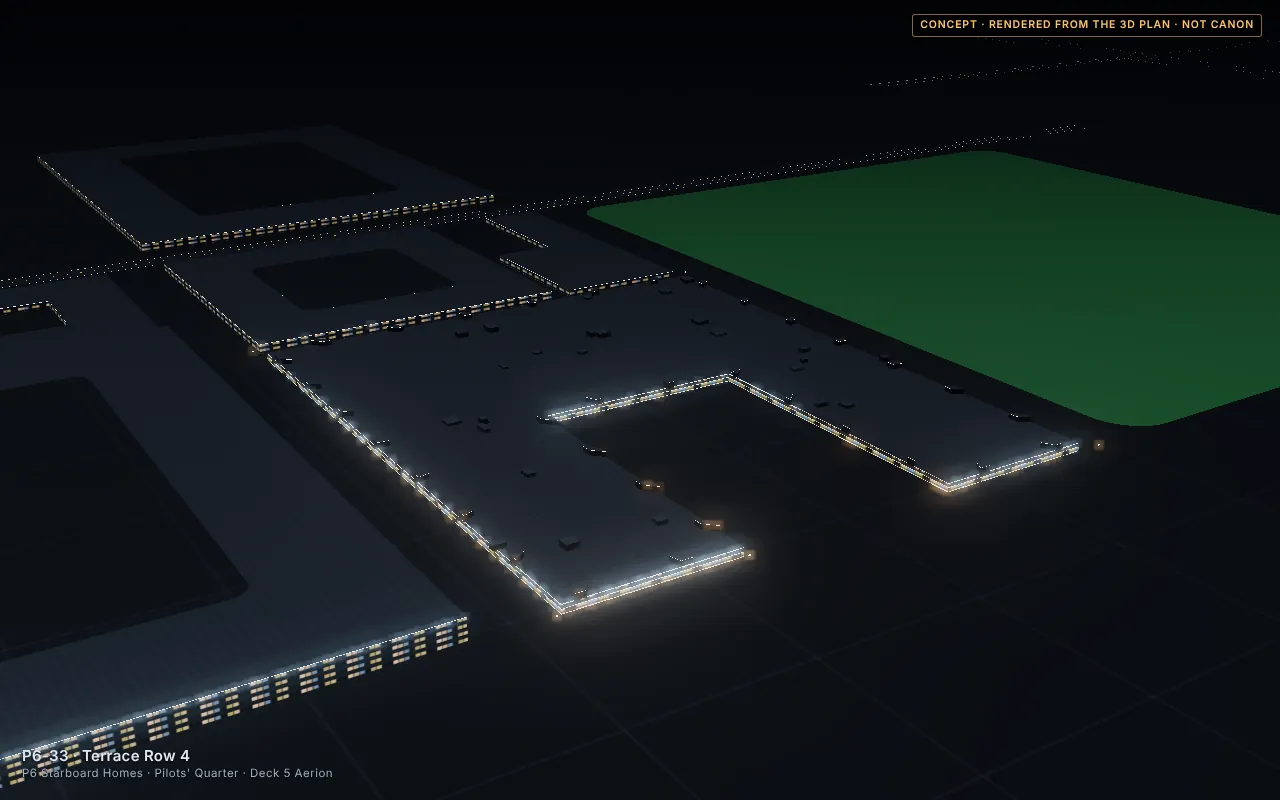 CONCEPT · RENDERED FROM THE 3D PLAN · NOT CANON
P6-33 · Terrace Row 4
P6 Starboard Homes · Pilots' Quarter · Deck 5 Aerion